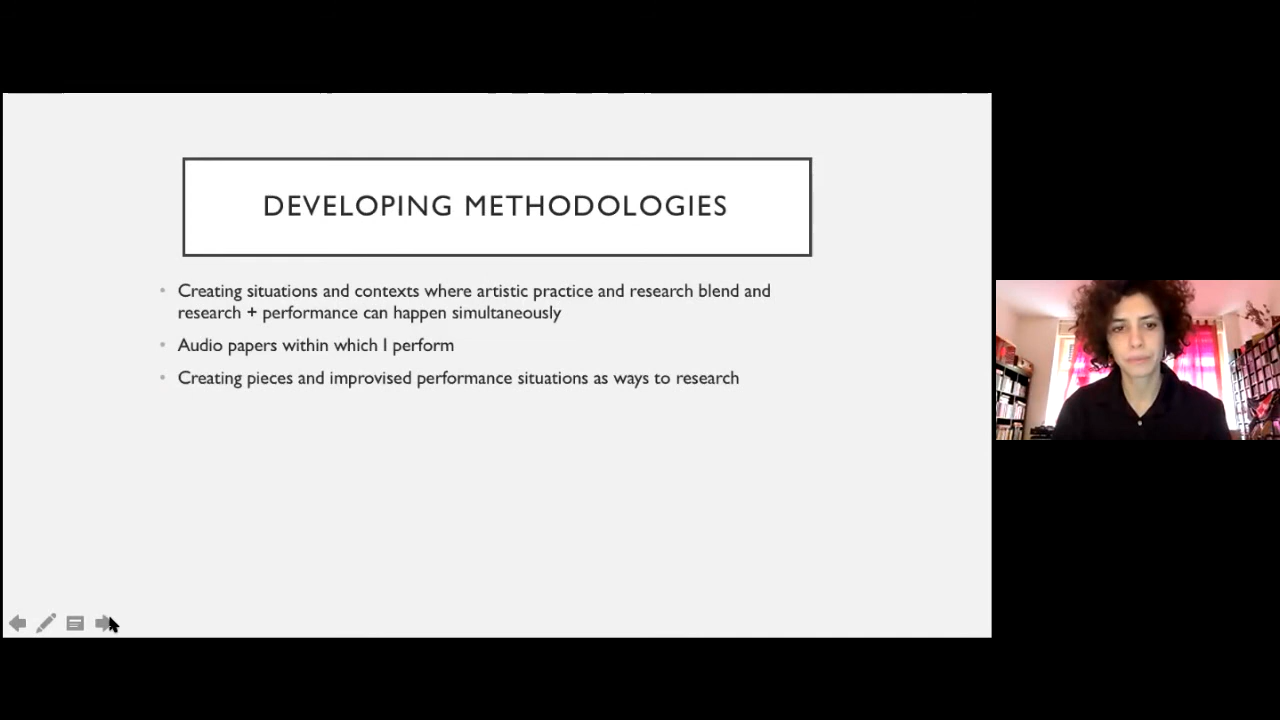 DEVELOPING METHODOLOGIES
• Creating situations and contexts where artistic practice and research blend and
research + performance can happen simultaneously
• Audio papers within which I perform
• Creating pieces and improvised performance situations as ways to research